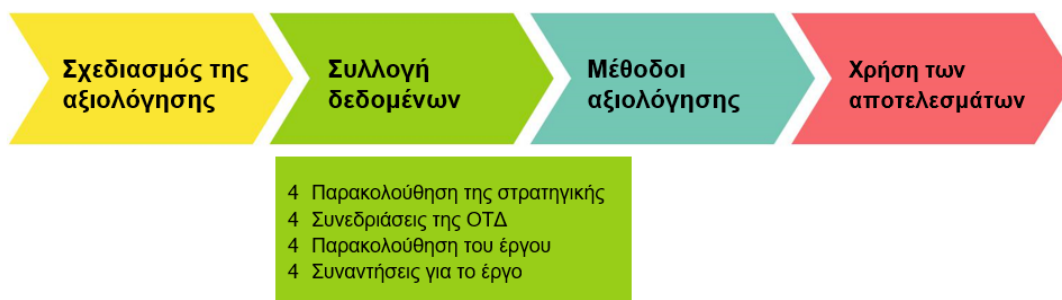 Σχεδιασμός της
αξιολόγησης
Συλλογή
δεδομένων
Μέθοδοι
αξιολόγησης
Χρήση των
αποτελεσμάτων
4 Παρακολούθηση της στρατηγικής
4 Συνεδριάσεις της ΟΤΔ
4 Παρακολούθηση του έργου
4 Συναντήσεις για το έργο